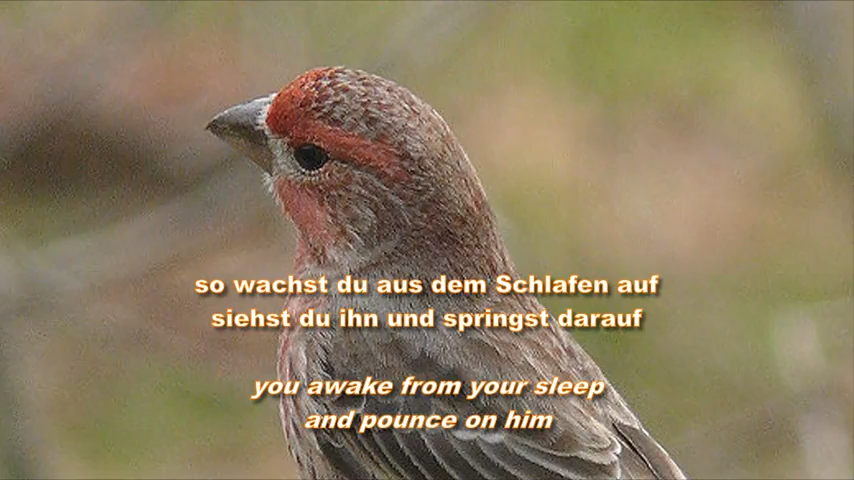 so wachst du aus dem Schlafen auf
siehst du ihn und springst darauf
you awake from your sleep
and pounce on him